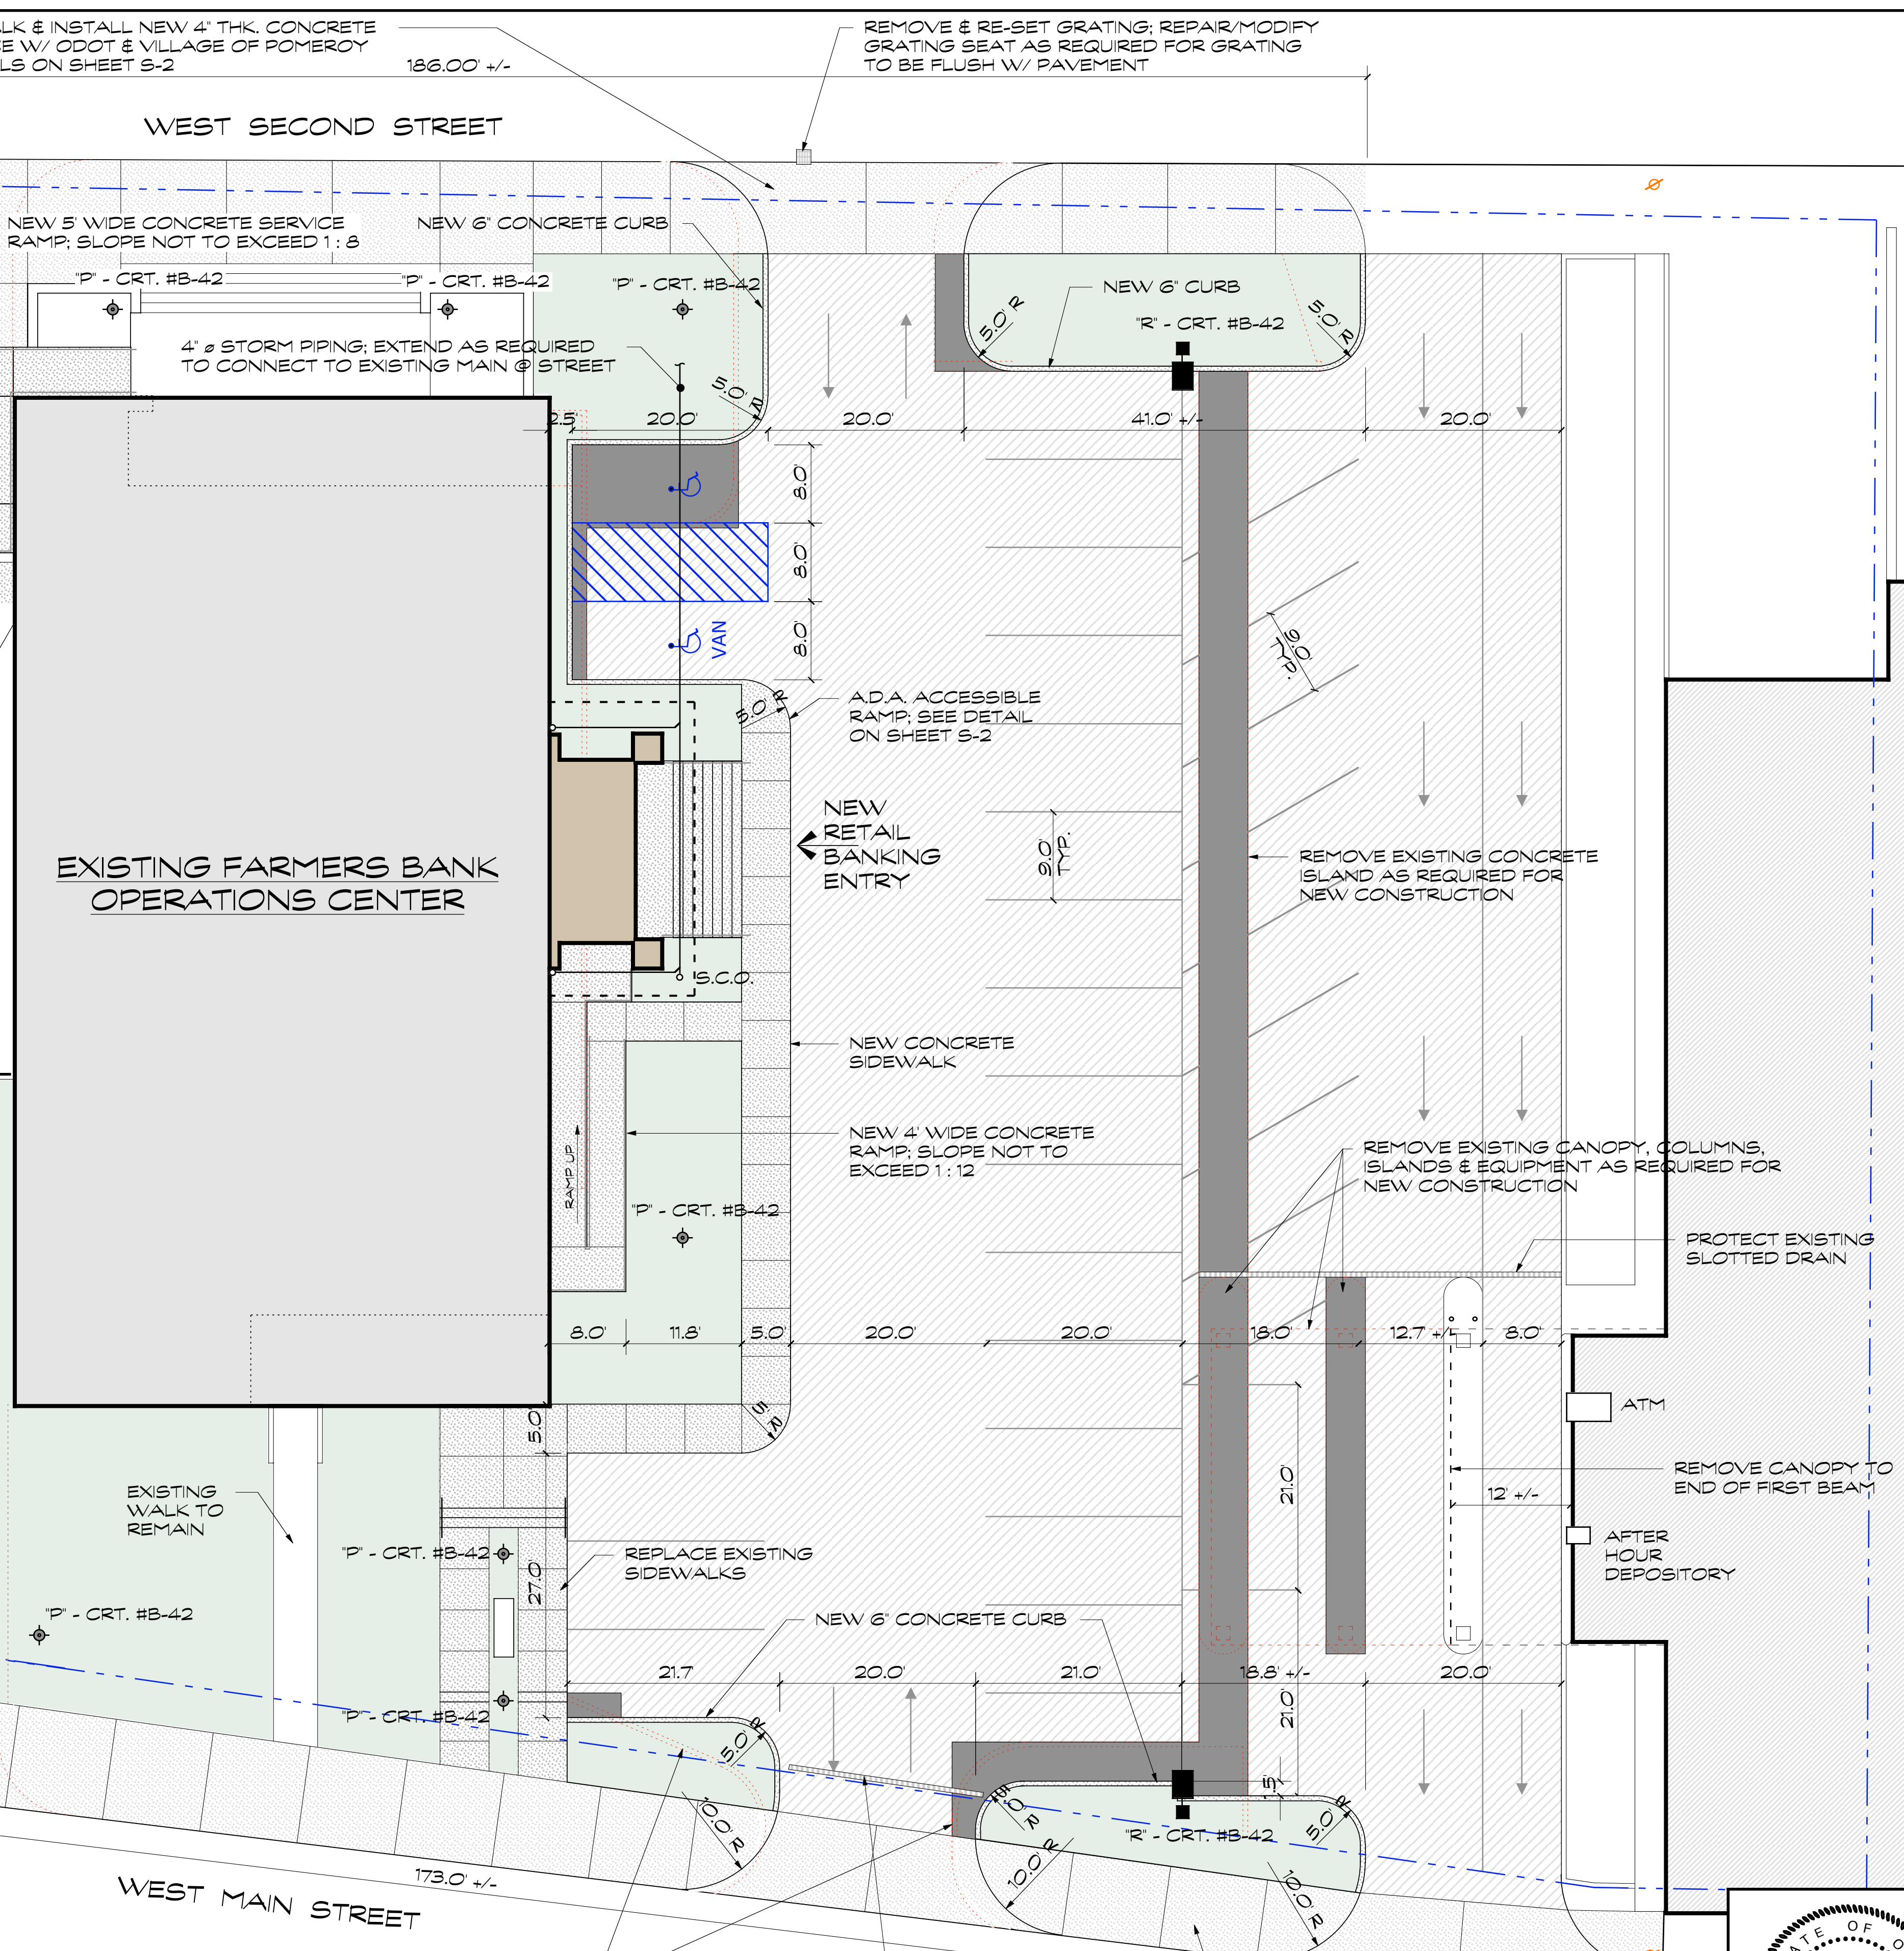 ALK & INSTALL NEW 4" THK. CONCRETE
E W/ ODOT & VILLAGE OF POMEROY
LS ON SHEET S-2
186.00' +/-
REMOVE & RE-SET GRATING; REPAIR/MODIFY
GRATING SEAT AS REQUIRED FOR GRATING
TO BE FLUSH W/ PAVEMENT
WEST SECOND STREET
NEW 5' WIDE CONCRETE SERVICE
RAMP; SLOPE NOT TO EXCEED 1 : 8
NEW 6" CONCRETE CURB
"P" - CRT. #B-42
"P" - CRT. #B-42
"P" - CRT. #B-42
NEW 6" CURB
5.0' R
"R" - CRT. #B-42
5.0' R
4" ø STORM PIPING; EXTEND AS REQUIRED
TO CONNECT TO EXISTING MAIN @ STREET
5.0' R
2.5'
20.0'
20.0'
41.0' +/-
20.0'
8.0'
8.0'
8.0'
VAN
9.0'
TYP.
5.0' R
A.D.A. ACCESSIBLE
RAMP; SEE DETAIL
ON SHEET S-2
NEW
RETAIL
BANKING
ENTRY
9.0'
TYP.
EXISTING FARMERS BANK
OPERATIONS CENTER
REMOVE EXISTING CONCRETE
ISLAND AS REQUIRED FOR
NEW CONSTRUCTION
S.C.O.
NEW CONCRETE
SIDEWALK
NEW 4' WIDE CONCRETE
RAMP; SLOPE NOT TO
EXCEED 1 : 12
RAMP UP
REMOVE EXISTING CANOPY, COLUMNS,
ISLANDS & EQUIPMENT AS REQUIRED FOR
NEW CONSTRUCTION
"P" - CRT. #B-42
PROTECT EXISTING
SLOTTED DRAIN
8.0'
11.8'
5.0'
20.0'
20.0'
18.0'
12.7' +/-
8.0'
ATM
5' R
5.0'
21.0'
REMOVE CANOPY TO
END OF FIRST BEAM
12' +/-
EXISTING
WALK TO
REMAIN
AFTER
HOUR
DEPOSITORY
"P" - CRT. #B-42
REPLACE EXISTING
SIDEWALKS
27.0'
"P" - CRT. #B-42
NEW 6" CONCRETE CURB
21.7'
20.0'
21.0'
18.8' +/-
20.0'
21.0'
"P" - CRT. #B-42
5.0' R
1.5'
5.0' R
"R" - CRT. #B-42
5.0' R
10.0' R
10.0' R
10.0' R
173.0' +/-
WEST MAIN STREET
ATE OF O